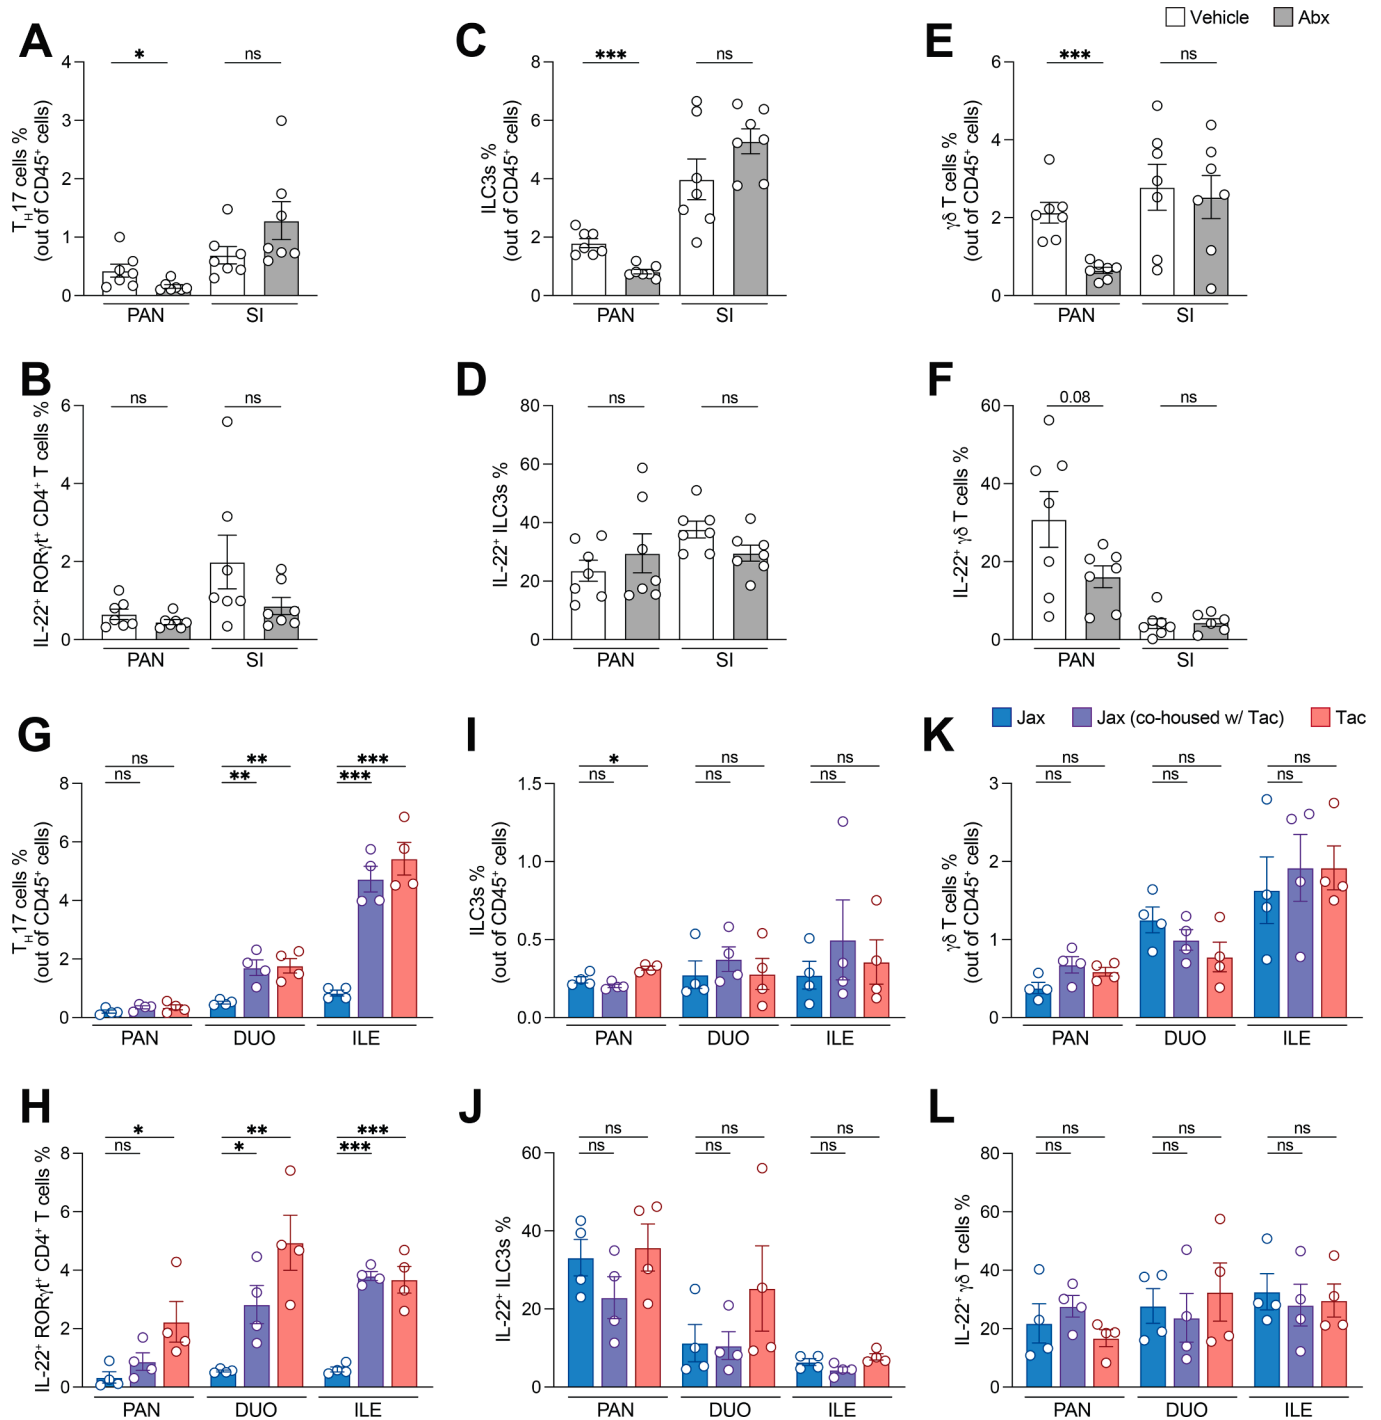 Vehicle Abx
A
C
E
* ns
*** ns
*** ns
4
3
2
1
0
TH17 cells %
(out of CD45+ cells)
PAN SI
8
6
4
2
0
ILC3s %
(out of CD45+ cells)
PAN SI
6
4
2
0
γδ T cells %
(out of CD45+ cells)
PAN SI
B
D
F
ns ns
ns ns
0.08 ns
6
4
2
0
IL-22+ RORγt+ CD4+ T cells %
PAN SI
80
60
40
20
0
IL-22+ ILC3s %
PAN SI
60
40
20
0
IL-22+ γδ T cells %
PAN SI
Jax Jax (co-housed w/ Tac) Tac
G
I
K
ns ** ***
ns ** ***
8
6
4
2
0
TH17 cells %
(out of CD45+ cells)
PAN DUO ILE
* ns ns
ns ns ns
1.5
1.0
0.5
0.0
ILC3s %
(out of CD45+ cells)
PAN DUO ILE
ns ns ns
ns ns ns
3
2
1
0
γδ T cells %
(out of CD45+ cells)
PAN DUO ILE
H
J
L
* ** ***
ns * ***
8
6
4
2
0
IL-22+ RORγt+ CD4+ T cells %
PAN DUO ILE
ns ns ns
ns ns ns
60
40
20
0
IL-22+ ILC3s %
PAN DUO ILE
ns ns ns
ns ns ns
80
60
40
20
0
IL-22+ γδ T cells %
PAN DUO ILE